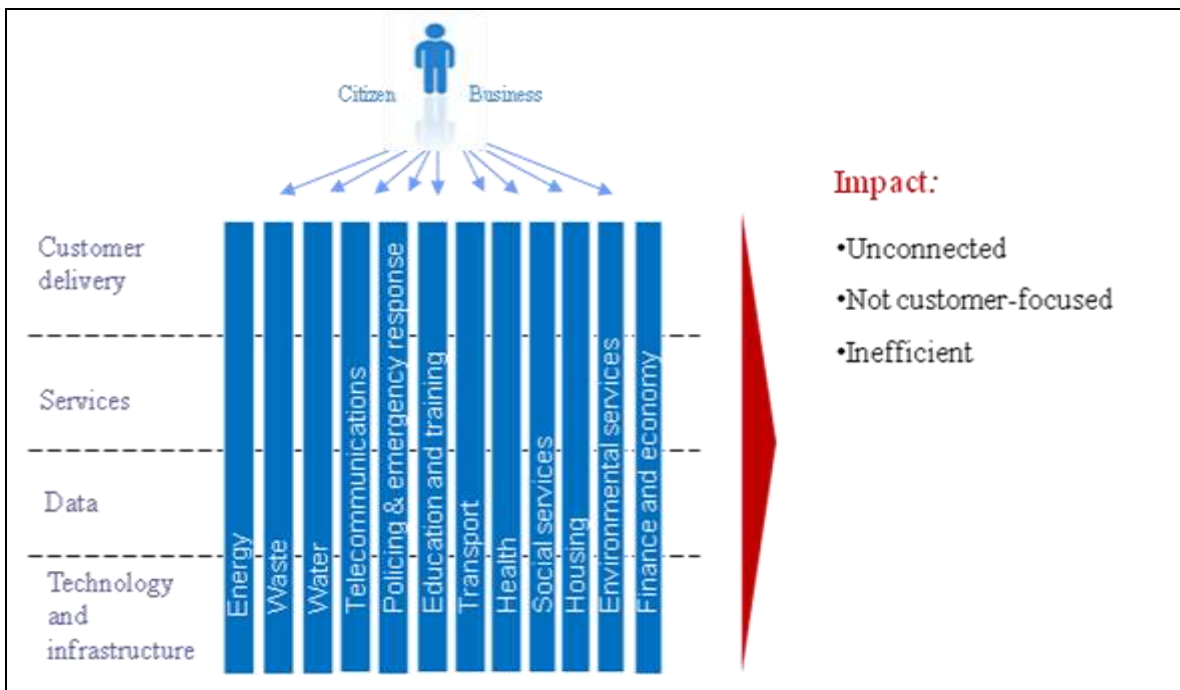 Citizen Business
Impact:
Customer
delivery
•Unconnected
•Not customer-focused
•Inefficient
Services
Data
Technology
and
infrastructure
Energy
Waste
Water
Telecommunications
Policing & emergency response
Education and training
Transport
Health
Social services
Housing
Environmental services
Finance and economy